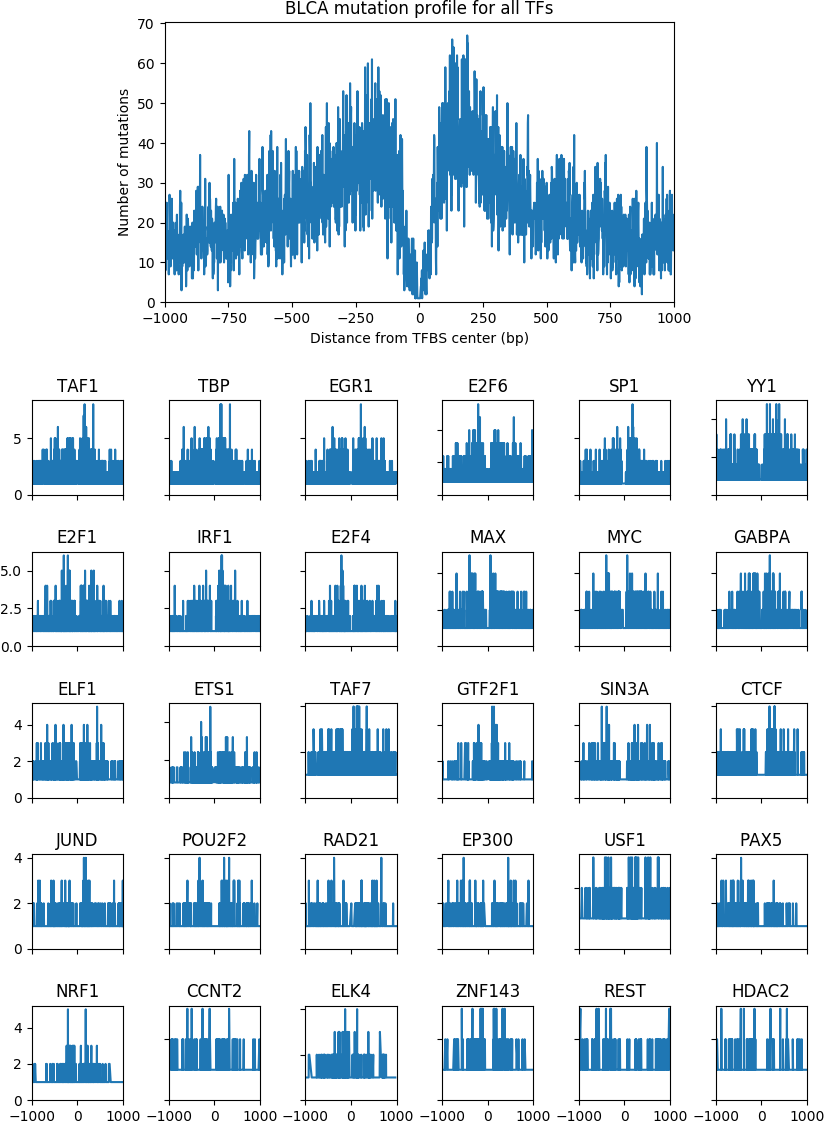 BLCA mutation profile for all TFs
70
60
50
40
30
20
10
0
Number of mutations
−1000 −750 −500 −250 0 250 500 750 1000
Distance from TFBS center (bp)
TAF1 TBP EGR1 E2F6 SP1 YY1
5
0
E2F1 IRF1 E2F4 MAX MYC GABPA
5.0
2.5
0.0
ELF1 ETS1 TAF7 GTF2F1 SIN3A CTCF
4
2
0
JUND POU2F2 RAD21 EP300 USF1 PAX5
4
2
0
NRF1 CCNT2 ELK4 ZNF143 REST HDAC2
4
2
0
−1000 0 1000 −1000 0 1000 −1000 0 1000 −1000 0 1000 −1000 0 1000 −1000 0 1000